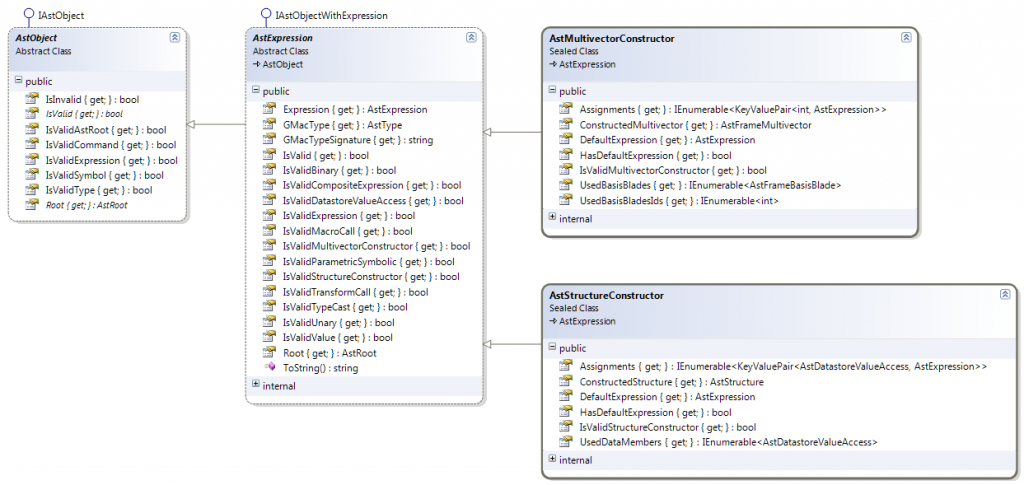 IAstObject
AstObject
Abstract Class
public
IsInvalid { get; } : bool
IsValid { get; } : bool
IsValidAstRoot { get; } : bool
IsValidCommand { get; } : bool
IsValidExpression { get; } : bool
IsValidSymbol { get; } : bool
IsValidType { get; } : bool
Root { get; } : AstRoot
IAstObjectWithExpression
AstExpression
Abstract Class
AstObject
public
Expression { get; } : AstExpression
GMacType { get; } : AstType
GMacTypeSignature { get; } : string
IsValid { get; } : bool
IsValidBinary { get; } : bool
IsValidCompositeExpression { get; } : bool
IsValidDatastoreValueAccess { get; } : bool
IsValidExpression { get; } : bool
IsValidMacroCall { get; } : bool
IsValidMultivectorConstructor { get; } : bool
IsValidParametricSymbolic { get; } : bool
IsValidStructureConstructor { get; } : bool
IsValidTransformCall { get; } : bool
IsValidTypeCast { get; } : bool
IsValidUnary { get; } : bool
IsValidValue { get; } : bool
Root { get; } : AstRoot
ToString() : string
internal
AstMultivectorConstructor
Sealed Class
AstExpression
public
Assignments { get; } : IEnumerable<KeyValuePair<int, AstExpression>>
ConstructedMultivector { get; } : AstFrameMultivector
DefaultExpression { get; } : AstExpression
HasDefaultExpression { get; } : bool
IsValidMultivectorConstructor { get; } : bool
UsedBasisBlades { get; } : IEnumerable<AstFrameBasisBlade>
UsedBasisBladesIds { get; } : IEnumerable<int>
internal
AstStructureConstructor
Sealed Class
AstExpression
public
Assignments { get; } : IEnumerable<KeyValuePair<AstDatastoreValueAccess, AstExpression>>
ConstructedStructure { get; } : AstStructure
DefaultExpression { get; } : AstExpression
HasDefaultExpression { get; } : bool
IsValidStructureConstructor { get; } : bool
UsedDataMembers { get; } : IEnumerable<AstDatastoreValueAccess>
internal